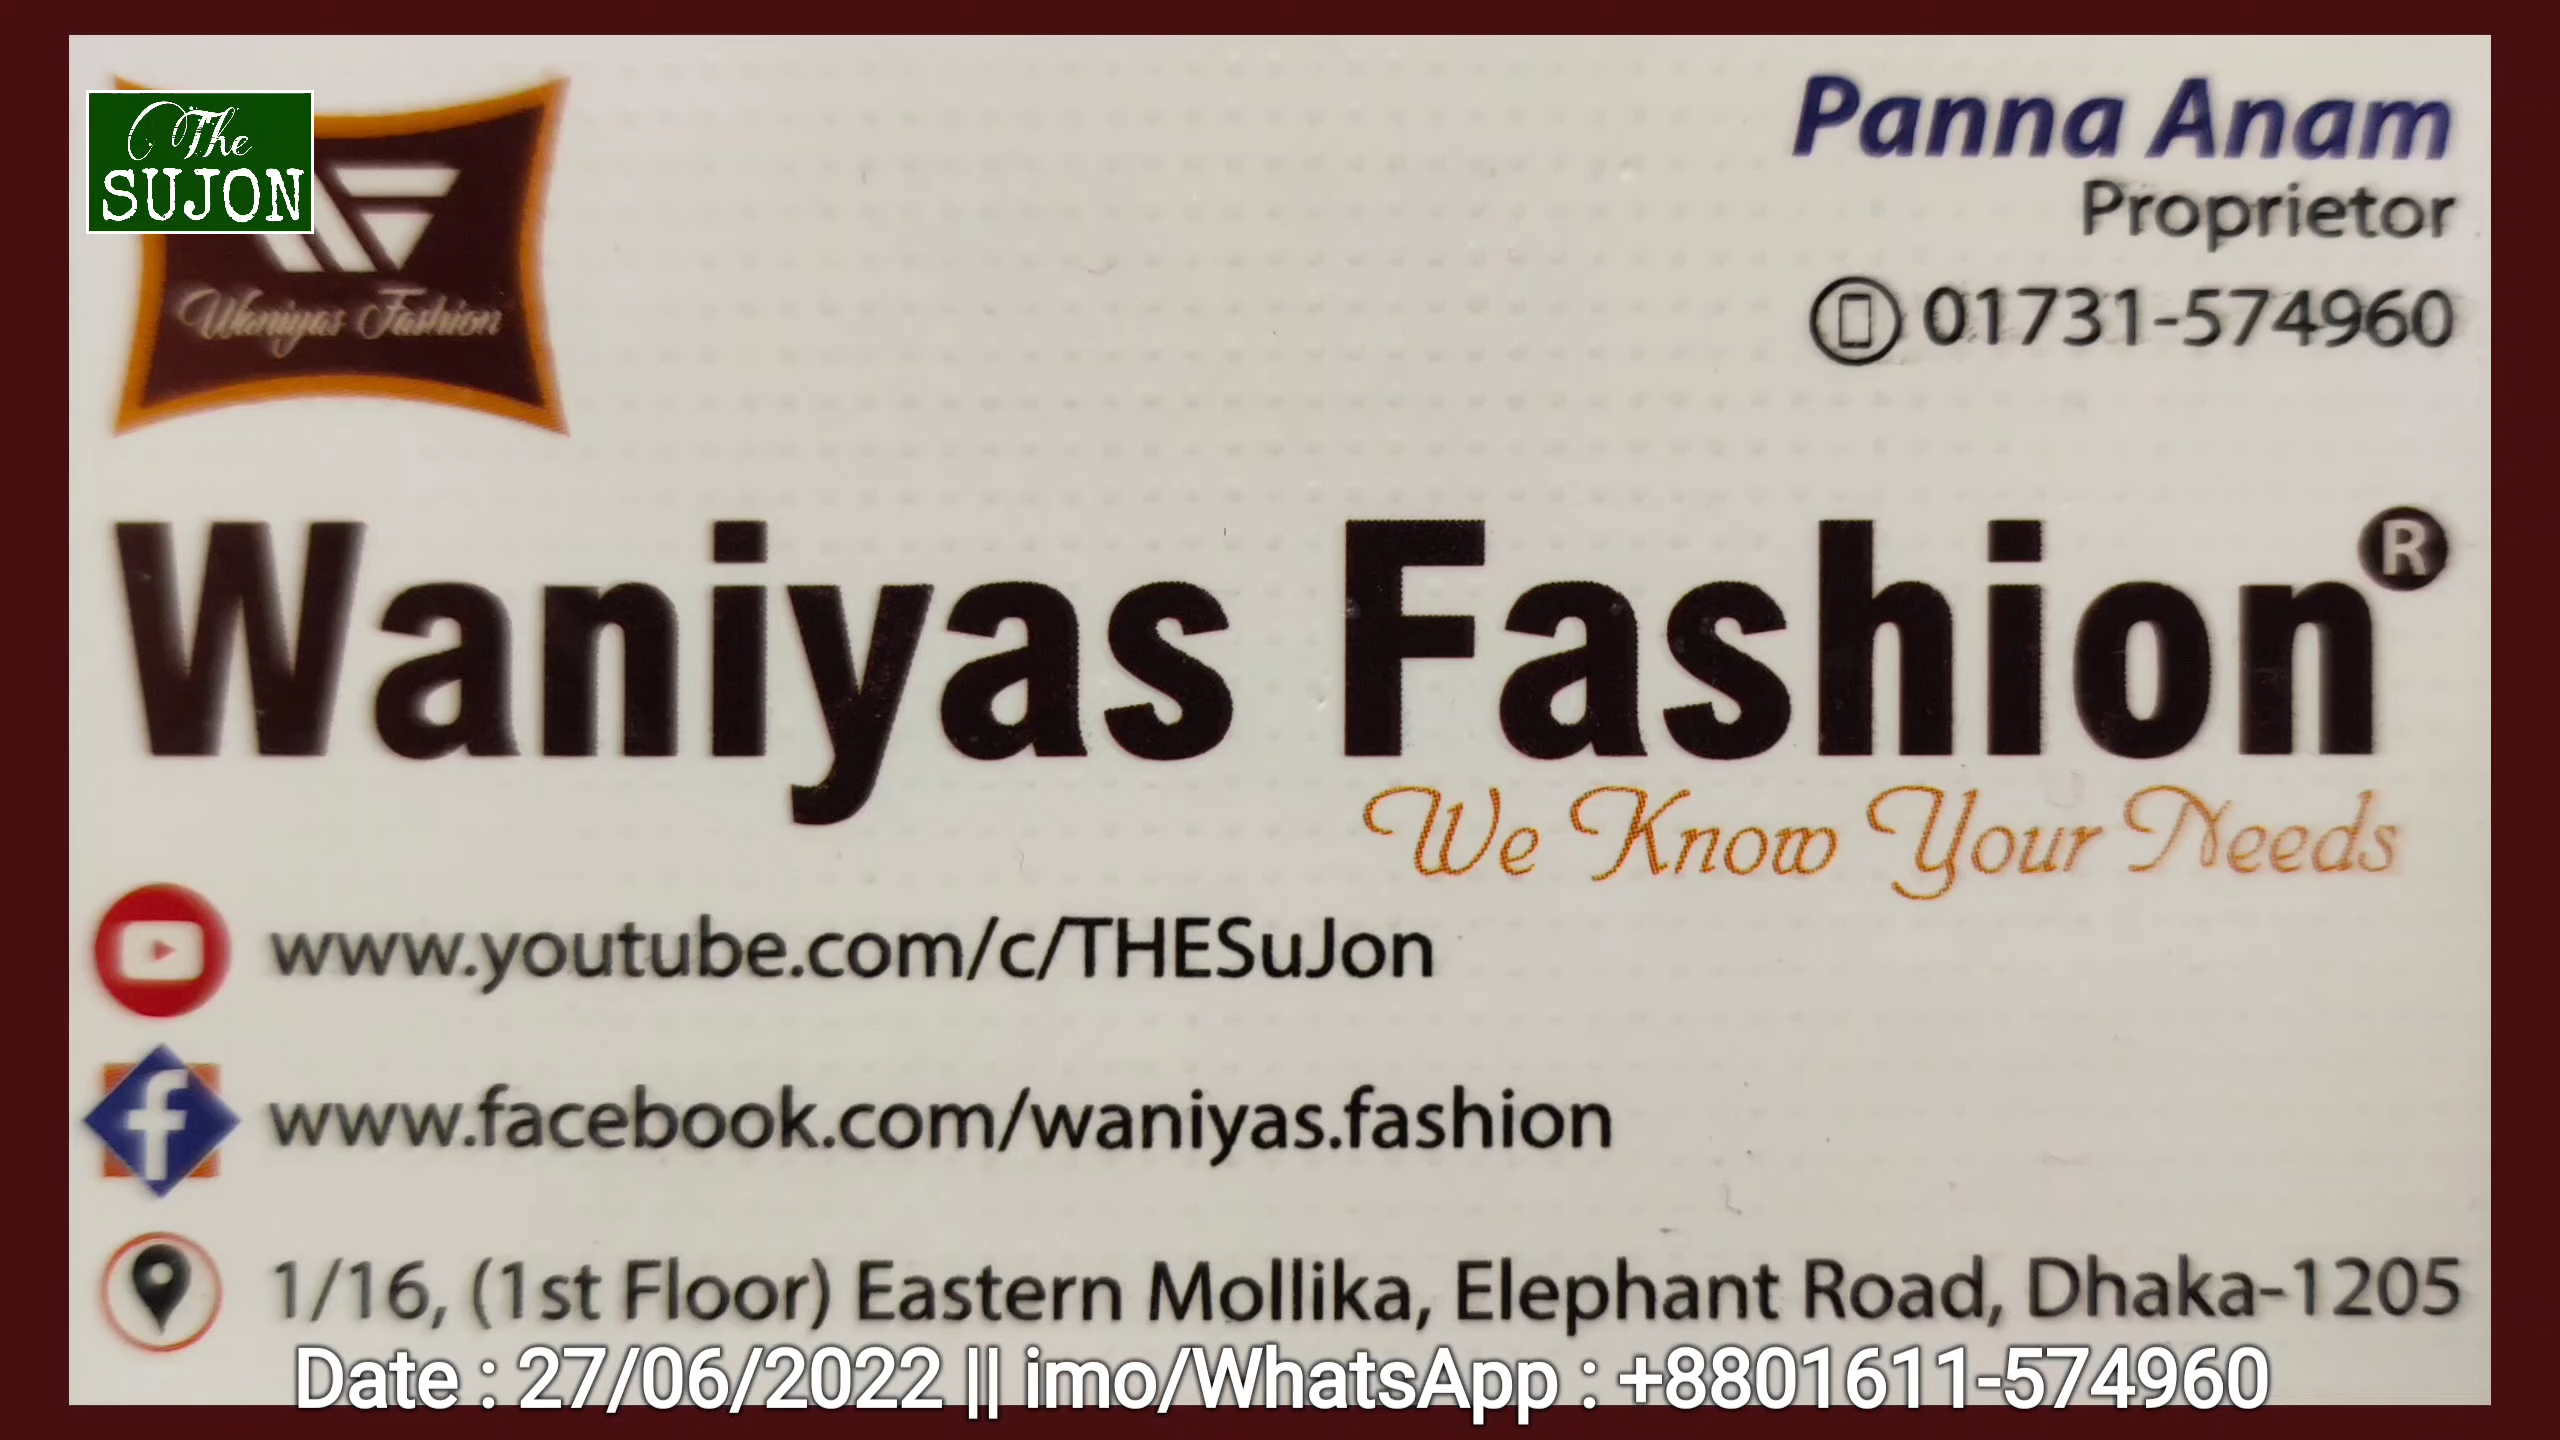 The
SUJON
Waniyas Fashion
Panna Anam
Proprietor
01731-574960
Waniyas Fashion®
We Know Your Needs
www.youtube.com/c/THESuJon
www.facebook.com/waniyas.fashion
1/16, (1st Floor) Eastern Mollika, Elephant Road, Dhaka-1205
Date : 27/06/2022 || imo/WhatsApp : +8801611-574960